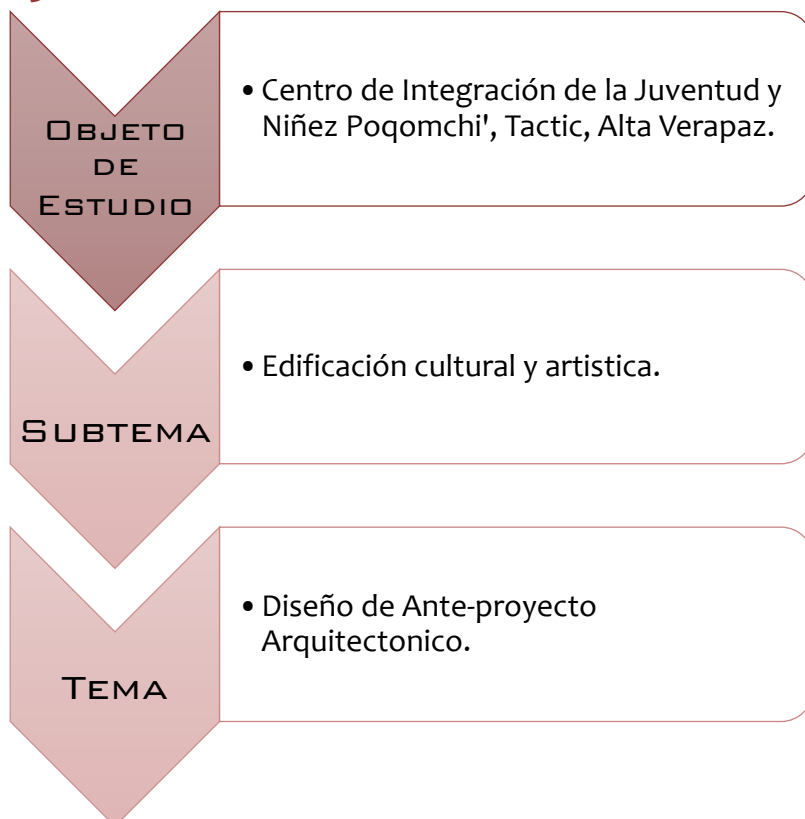 OBJETO
DE
ESTUDIO
• Centro de Integración de la Juventud y
Niñez Poqomchi', Tactic, Alta Verapaz.
SUBTEMA
• Edificación cultural y artistica.
TEMA
• Diseño de Ante-proyecto
Arquitectonico.